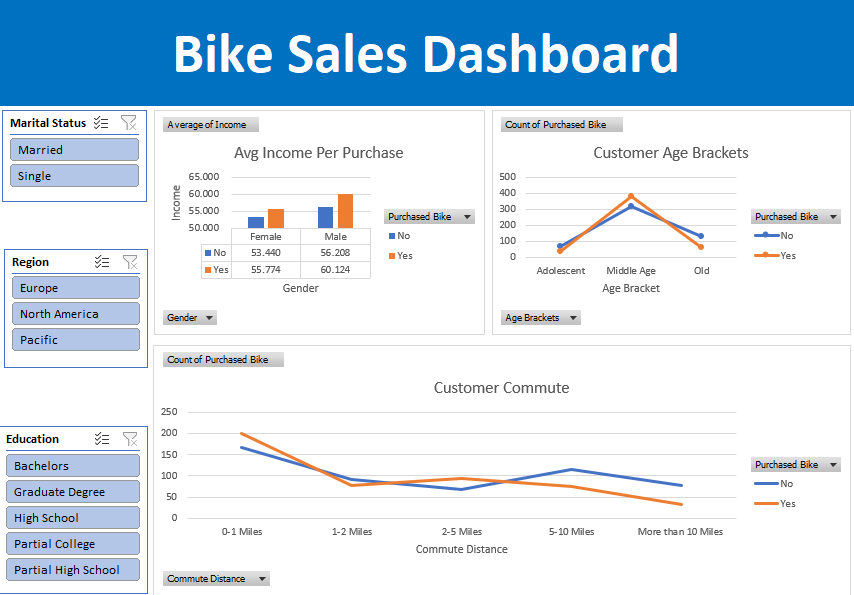 Bike Sales Dashboard
Marital Status
Married
Single
Region
Europe
North America
Pacific
Education
Bachelors
Graduate Degree
High School
Partial College
Partial High School
Average of Income
Avg Income Per Purchase
65.000
60.000
55.000
50.000
Income
Female Male
No 53.440 56.208
Yes 55.774 60.124
Gender
Purchased Bike
No
Yes
Gender
Count of Purchased Bike
Customer Age Brackets
500
400
300
200
100
0
Adolescent Middle Age Old
Age Bracket
Purchased Bike
No
Yes
Age Brackets
Count of Purchased Bike
Customer Commute
250
200
150
100
50
0
0-1 Miles 1-2 Miles 2-5 Miles 5-10 Miles More than 10 Miles
Commute Distance
Purchased Bike
No
Yes
Commute Distance